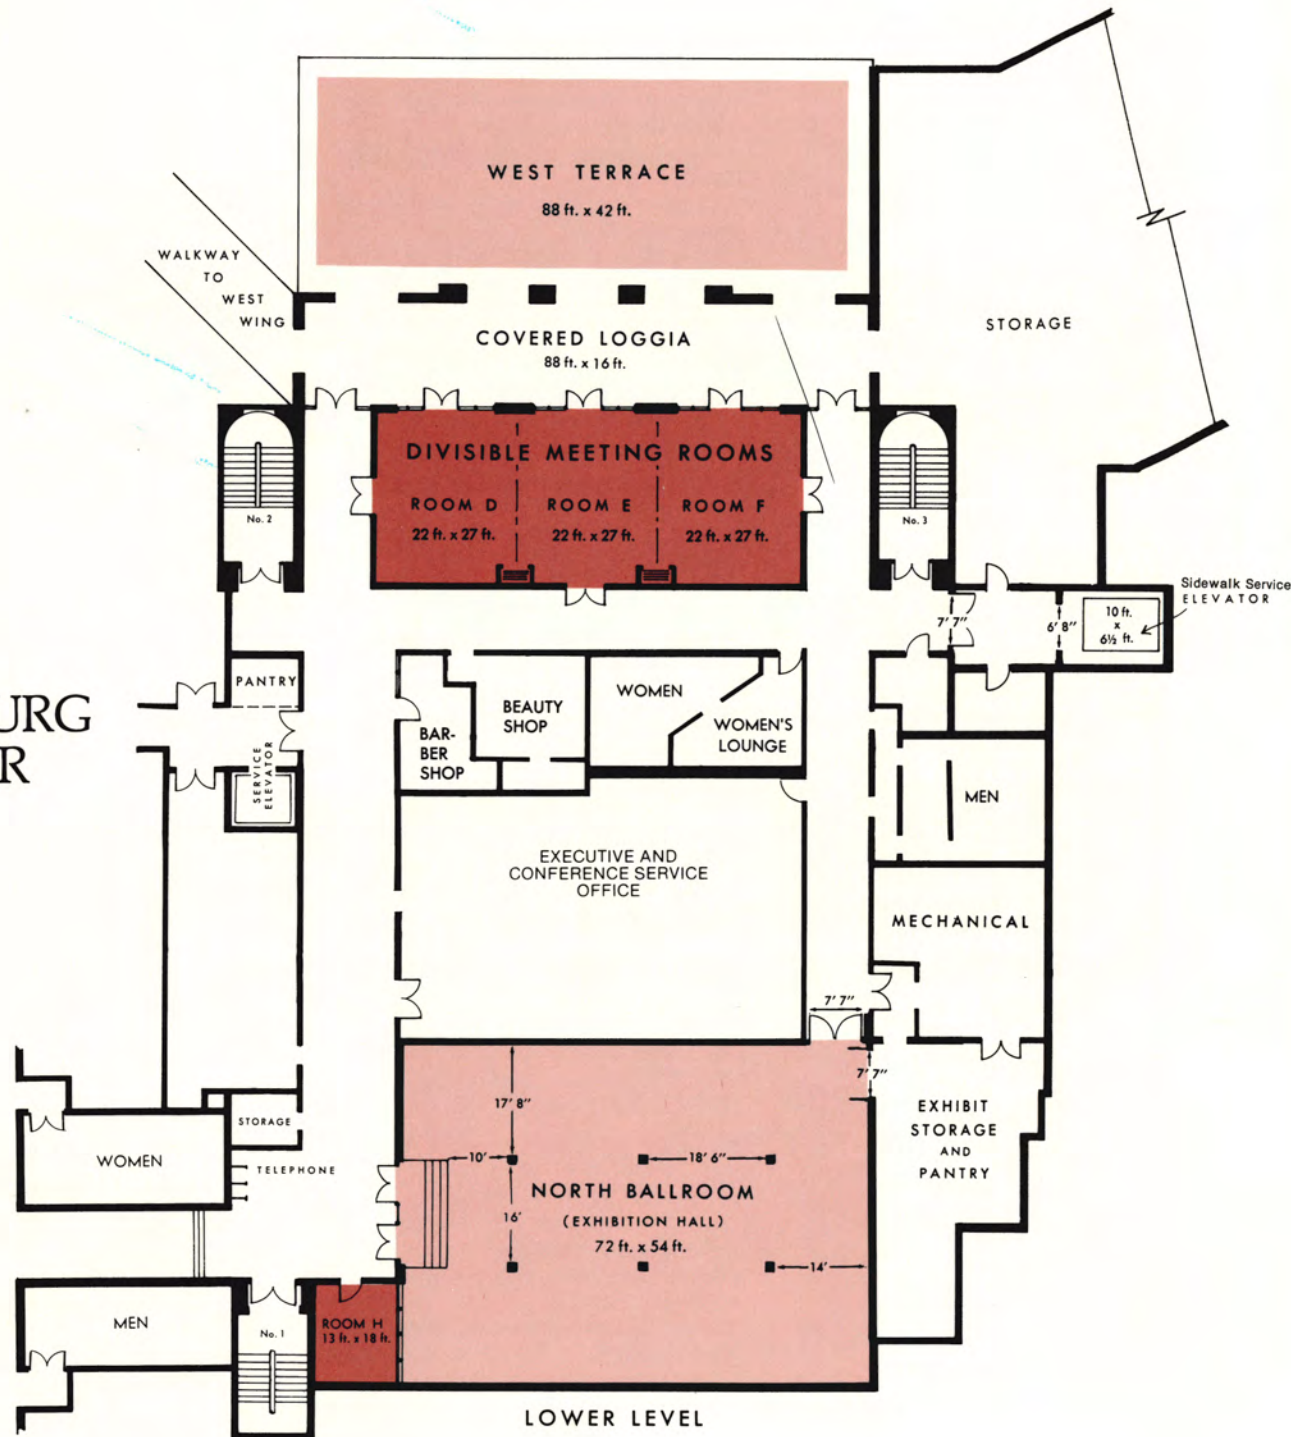 WEST TERRACE
88 ft. x 42 ft.
WALKWAY
TO
WEST
WING
COVERED LOGGIA
88 ft. x 16 ft.
STORAGE
DIVISIBLE MEETING ROOMS
ROOM D
22 ft. x 27 ft.
ROOM E
22 ft. x 27 ft.
ROOM F
22 ft. x 27 ft.
No. 2
No. 3
Sidewalk Service
ELEVATOR
10 ft.
x
6½ ft.
7' 7"
6' 8"
PANTRY
SERVICE
ELEVATOR
URG
R
BAR-
BER
SHOP
BEAUTY
SHOP
WOMEN
WOMEN'S
LOUNGE
MEN
EXECUTIVE AND
CONFERENCE SERVICE
OFFICE
MECHANICAL
7' 7"
7' 7"
EXHIBIT
STORAGE
AND
PANTRY
17' 8"
10'
18' 6"
16'
14'
NORTH BALLROOM
(EXHIBITION HALL)
72 ft. x 54 ft.
STORAGE
TELEPHONE
WOMEN
MEN
No. 1
ROOM H
13 ft. x 18 ft.
LOWER LEVEL